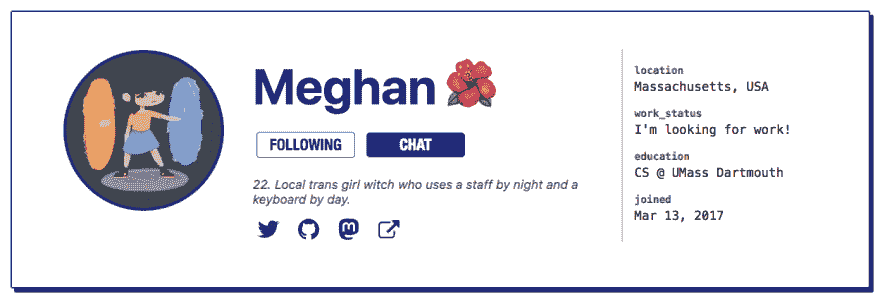 Meghan
FOLLOWING
CHAT
22. Local trans girl witch who uses a staff by night and a
keyboard by day.
location
Massachusetts, USA
work_status
I'm looking for work!
education
CS @ UMass Dartmouth
joined
Mar 13, 2017